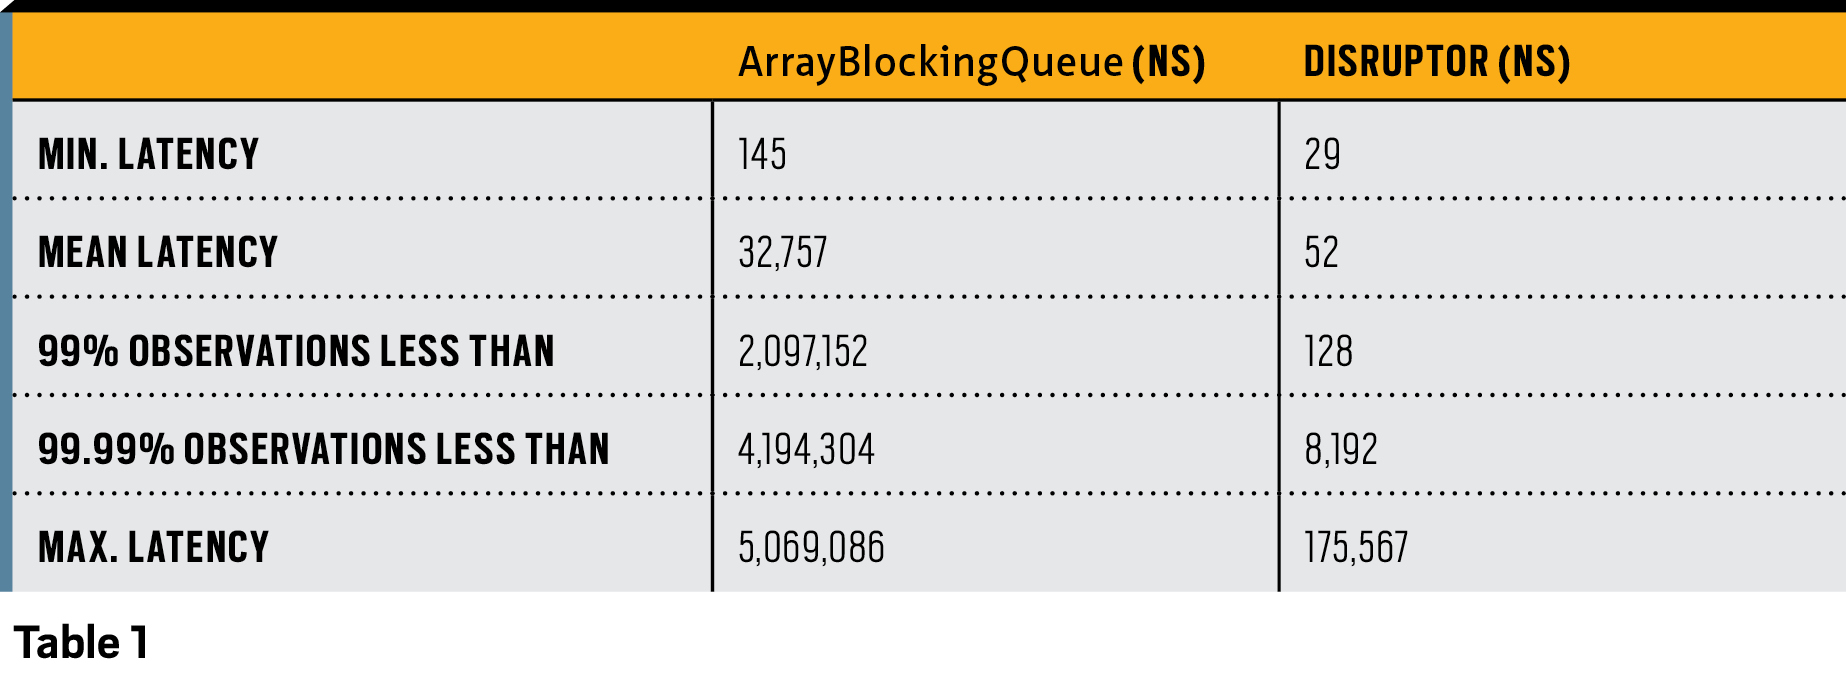 ArrayBlockingQueue (NS) DISRUPTOR (NS)
MIN. LATENCY 145 29
MEAN LATENCY 32,757 52
99% OBSERVATIONS LESS THAN 2,097,152 128
99.99% OBSERVATIONS LESS THAN 4,194,304 8,192
MAX. LATENCY 5,069,086 175,567
Table 1